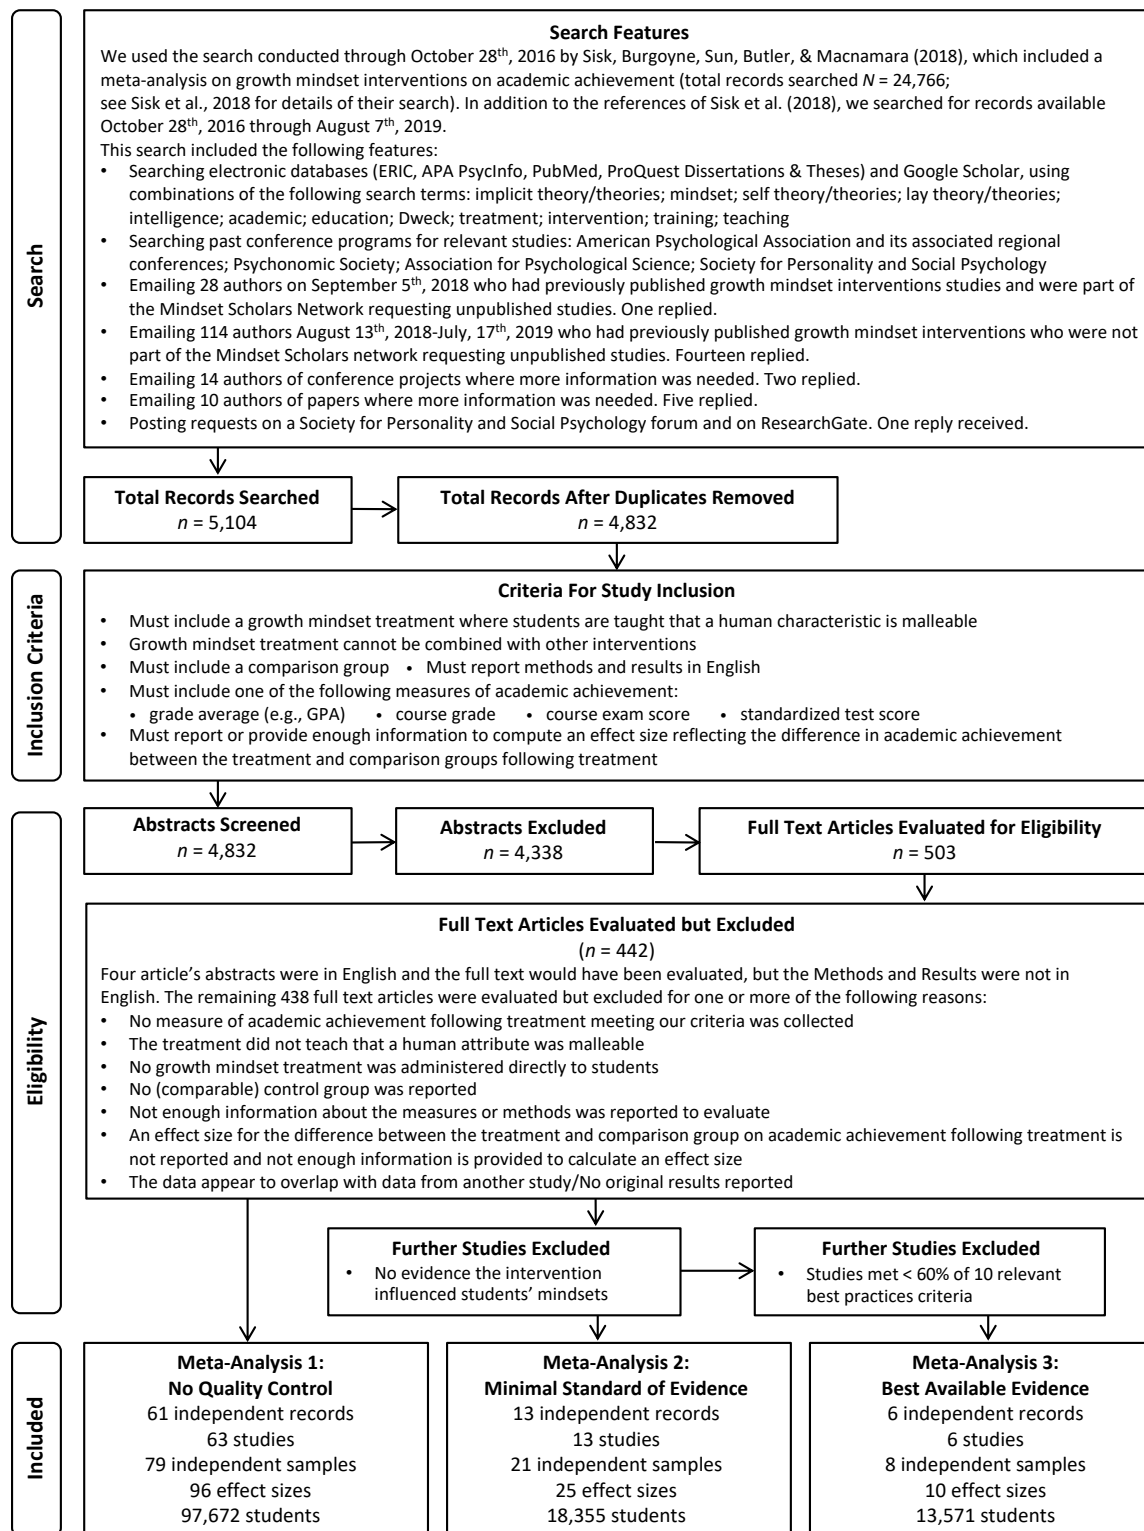 Search
Search Features
We used the search conducted through October 28th, 2016 by Sisk, Burgoyne, Sun, Butler, & Macnamara (2018), which included a
meta-analysis on growth mindset interventions on academic achievement (total records searched N = 24,766;
see Sisk et al., 2018 for details of their search). In addition to the references of Sisk et al. (2018), we searched for records available
October 28th, 2016 through August 7th, 2019.
This search included the following features:
• Searching electronic databases (ERIC, APA PsycInfo, PubMed, ProQuest Dissertations & Theses) and Google Scholar, using
combinations of the following search terms: implicit theory/theories; mindset; self theory/theories; lay theory/theories;
intelligence; academic; education; Dweck; treatment; intervention; training; teaching
• Searching past conference programs for relevant studies: American Psychological Association and its associated regional
conferences; Psychonomic Society; Association for Psychological Science; Society for Personality and Social Psychology
• Emailing 28 authors on September 5th, 2018 who had previously published growth mindset interventions studies and were part of
the Mindset Scholars Network requesting unpublished studies. One replied.
• Emailing 114 authors August 13th, 2018-July, 17th, 2019 who had previously published growth mindset interventions who were not
part of the Mindset Scholars network requesting unpublished studies. Fourteen replied.
• Emailing 14 authors of conference projects where more information was needed. Two replied.
• Emailing 10 authors of papers where more information was needed. Five replied.
• Posting requests on a Society for Personality and Social Psychology forum and on ResearchGate. One reply received.
Total Records Searched
n = 5,104
Total Records After Duplicates Removed
n = 4,832
Inclusion Criteria
Criteria For Study Inclusion
• Must include a growth mindset treatment where students are taught that a human characteristic is malleable
• Growth mindset treatment cannot be combined with other interventions
• Must include a comparison group • Must report methods and results in English
• Must include one of the following measures of academic achievement:
• grade average (e.g., GPA) • course grade • course exam score • standardized test score
• Must report or provide enough information to compute an effect size reflecting the difference in academic achievement
between the treatment and comparison groups following treatment
Eligibility
Abstracts Screened
n = 4,832
Abstracts Excluded
n = 4,338
Full Text Articles Evaluated for Eligibility
n = 503
Full Text Articles Evaluated but Excluded
(n = 442)
Four article's abstracts were in English and the full text would have been evaluated, but the Methods and Results were not in
English. The remaining 438 full text articles were evaluated but excluded for one or more of the following reasons:
• No measure of academic achievement following treatment meeting our criteria was collected
• The treatment did not teach that a human attribute was malleable
• No growth mindset treatment was administered directly to students
• No (comparable) control group was reported
• Not enough information about the measures or methods was reported to evaluate
• An effect size for the difference between the treatment and comparison group on academic achievement following treatment is
not reported and not enough information is provided to calculate an effect size
• The data appear to overlap with data from another study/No original results reported
Further Studies Excluded
• No evidence the intervention
influenced students' mindsets
Further Studies Excluded
• Studies met < 60% of 10 relevant
best practices criteria
Included
Meta-Analysis 1:
No Quality Control
61 independent records
63 studies
79 independent samples
96 effect sizes
97,672 students
Meta-Analysis 2:
Minimal Standard of Evidence
13 independent records
13 studies
21 independent samples
25 effect sizes
18,355 students
Meta-Analysis 3:
Best Available Evidence
6 independent records
6 studies
8 independent samples
10 effect sizes
13,571 students